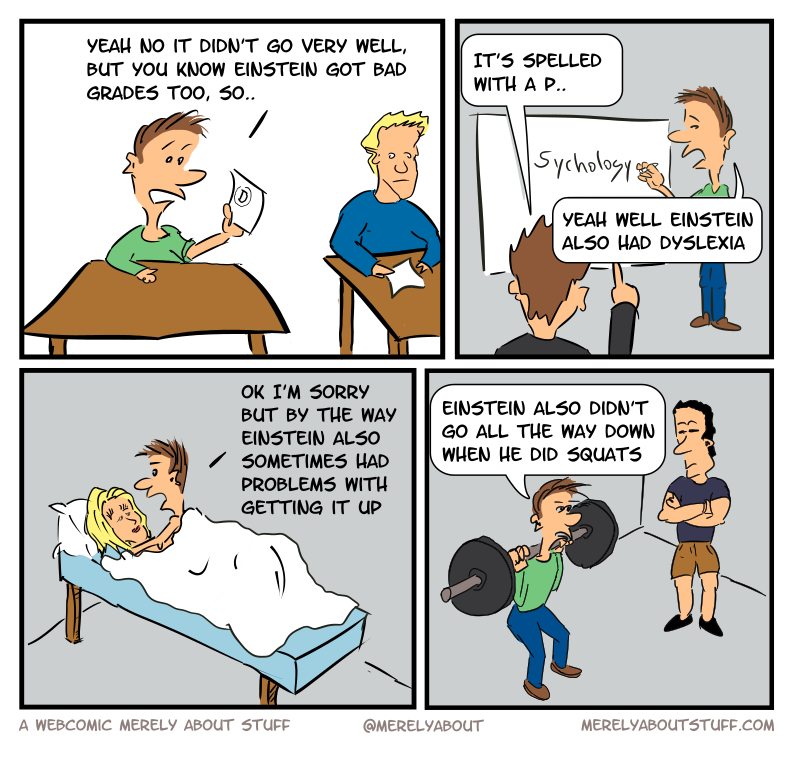 YEAH NO IT DIDN'T GO VERY WELL,
BUT YOU KNOW EINSTEIN GOT BAD
GRADES TOO, SO..
D
IT'S SPELLED
WITH A P..
Sychology
YEAH WELL EINSTEIN
ALSO HAD DYSLEXIA
OK I'M SORRY
BUT BY THE WAY
EINSTEIN ALSO
SOMETIMES HAD
PROBLEMS WITH
GETTING IT UP
EINSTEIN ALSO DIDN'T
GO ALL THE WAY DOWN
WHEN HE DID SQUATS
A WEBCOMIC MERELY ABOUT STUFF
@MERELYABOUT
MERELYABOUTSTUFF.COM